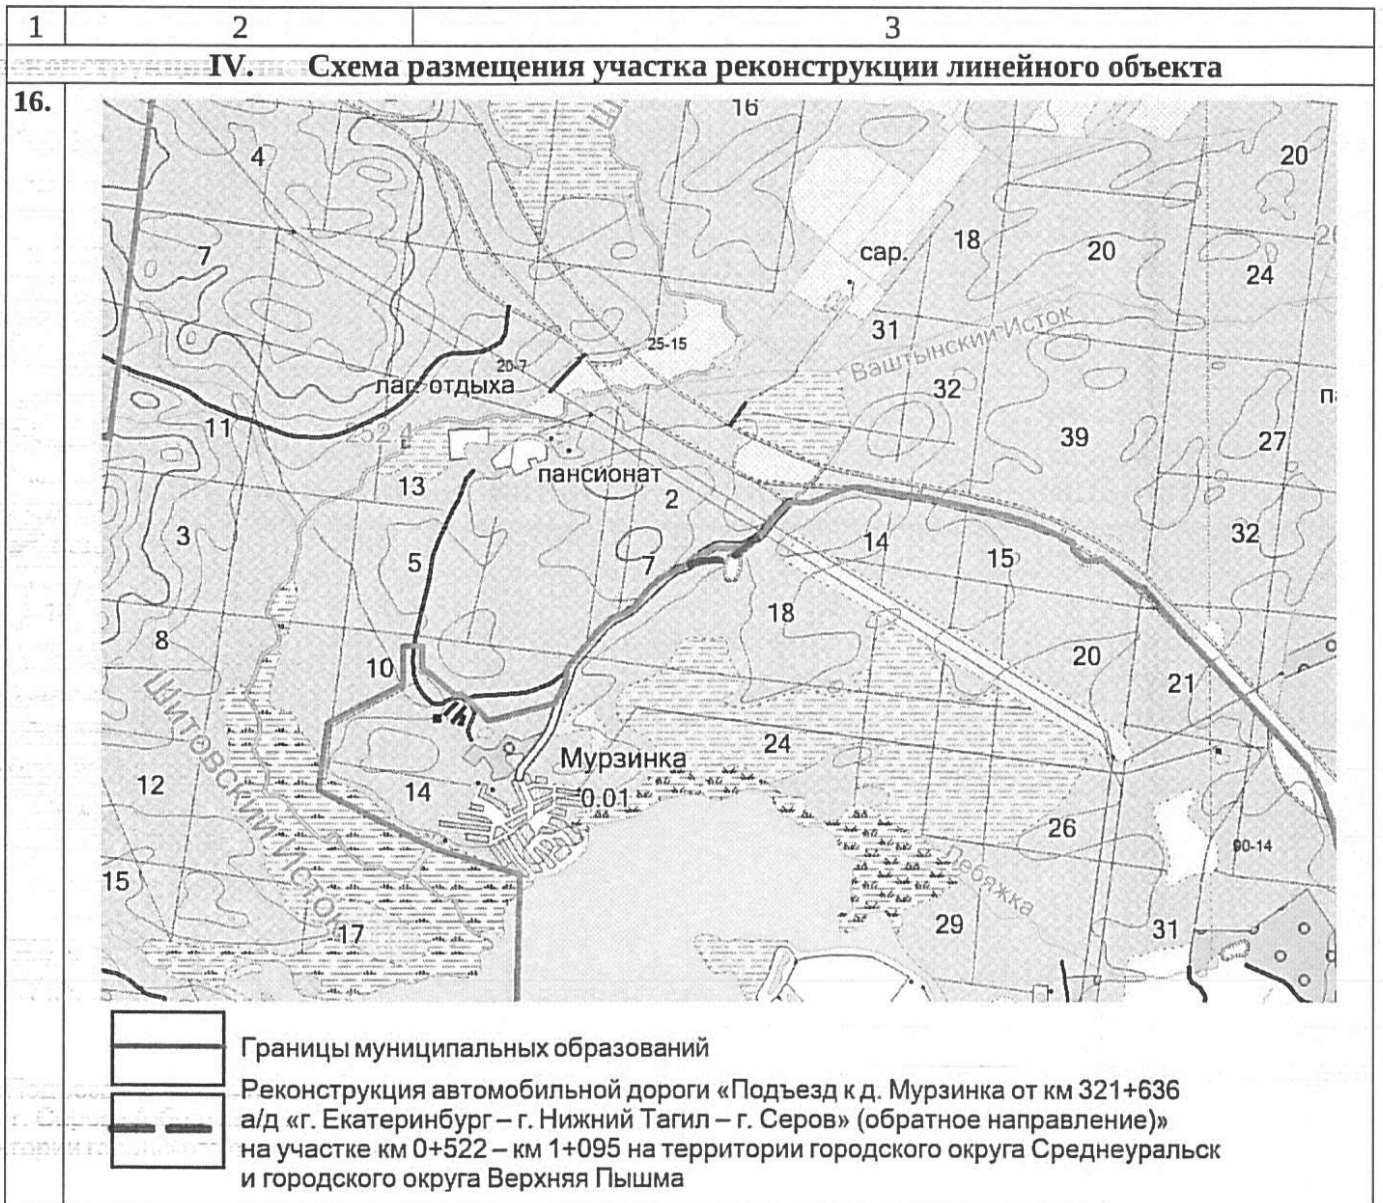 1 2 3
IV. Схема размещения участка реконструкции линейного объекта
16.
16
4
20
7
сар.
18
20
24
31
25-15
Ваштынский Исток
20-7
лаг. отдыха
32
11
39
27
13
пансионат
2
3
5
7
14
15
32
18
8
10
20
21
Шитовский Исток
Мурзинка
24
12
14
0.01
26
90-14
Лебяжка
15
17
29
31
Границы муниципальных образований
Реконструкция автомобильной дороги «Подъезд к д. Мурзинка от км 321+636
а/д «г. Екатеринбург – г. Нижний Тагил – г. Серов» (обратное направление)»
на участке км 0+522 – км 1+095 на территории городского округа Среднеуральск
и городского округа Верхняя Пышма